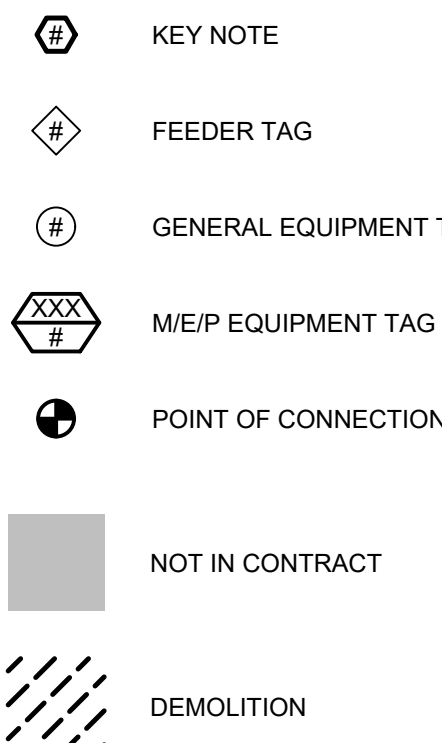 # KEY NOTE
# FEEDER TAG
# GENERAL EQUIPMENT
XXX
# M/E/P EQUIPMENT TAG
POINT OF CONNECTION
NOT IN CONTRACT
DEMOLITION